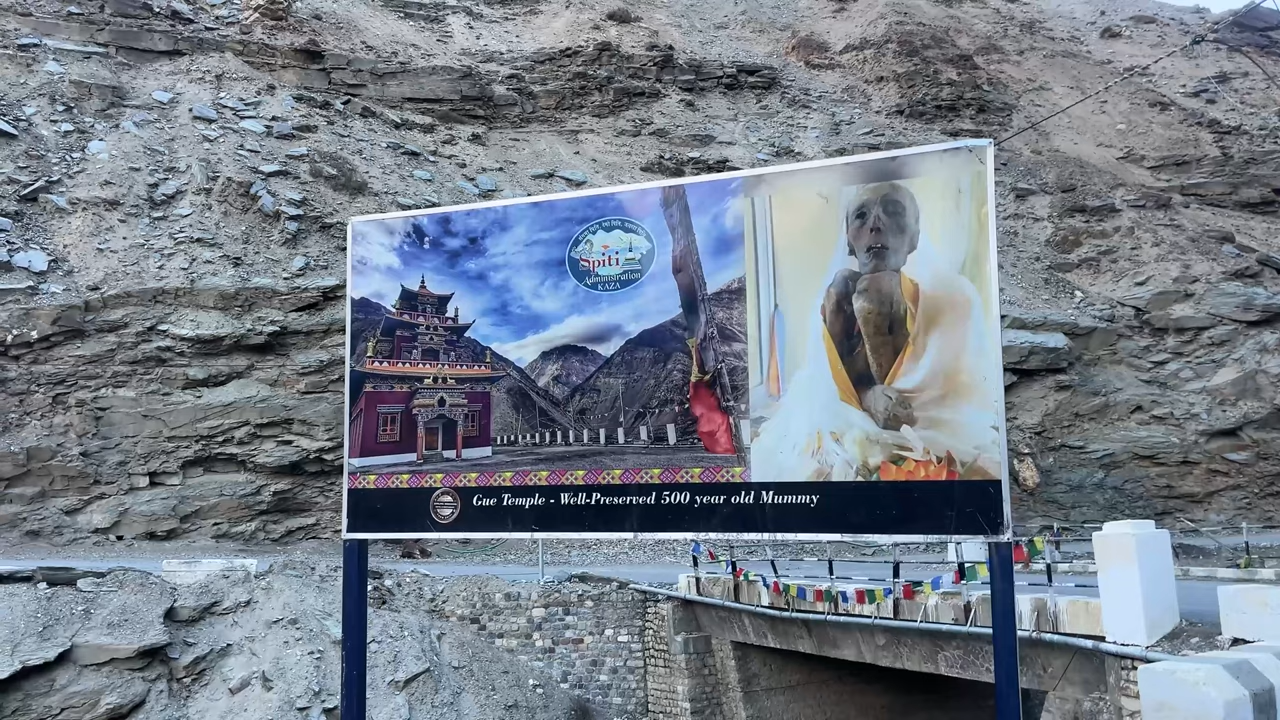 Spiti
Administration
KAZA
Gue Temple - Well-Preserved 500 year old Mummy